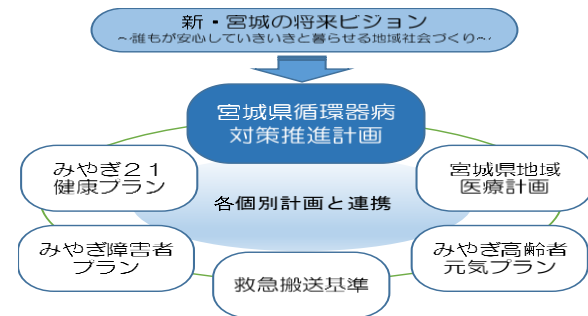 新・宮城の将来ビジョン
～誰もが安心していきいきと暮らせる地域社会づくり～
宮城県循環器病
対策推進計画
みやぎ２１
健康プラン
宮城県地域
医療計画
各個別計画と連携
みやぎ障害者
プラン
みやぎ高齢者
元気プラン
救急搬送基準